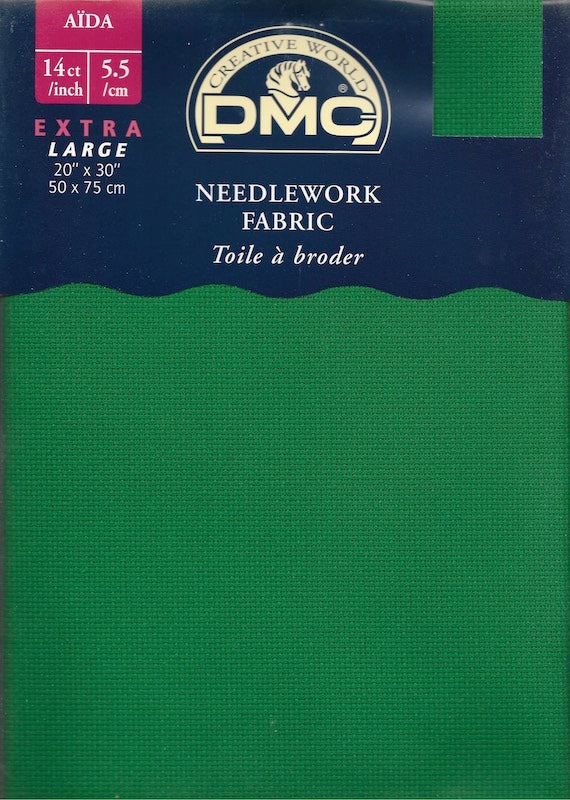 AÏDA
14ct 5.5
/inch /cm
EXTRA
LARGE
20" x 30"
50 x 75 cm
CREATIVE WORLD
DMC®
NEEDLEWORK
FABRIC
Toile à broder